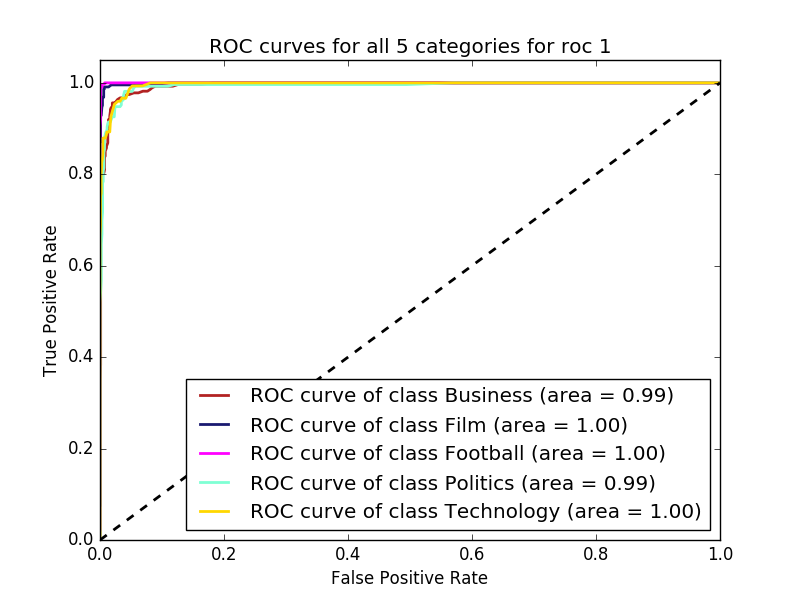 ROC curves for all 5 categories for roc 1
1.0
0.8
0.6
0.4
0.2
0.0
True Positive Rate
ROC curve of class Business (area = 0.99)
ROC curve of class Film (area = 1.00)
ROC curve of class Football (area = 1.00)
ROC curve of class Politics (area = 0.99)
ROC curve of class Technology (area = 1.00)
0.0 0.2 0.4 0.6 0.8 1.0
False Positive Rate